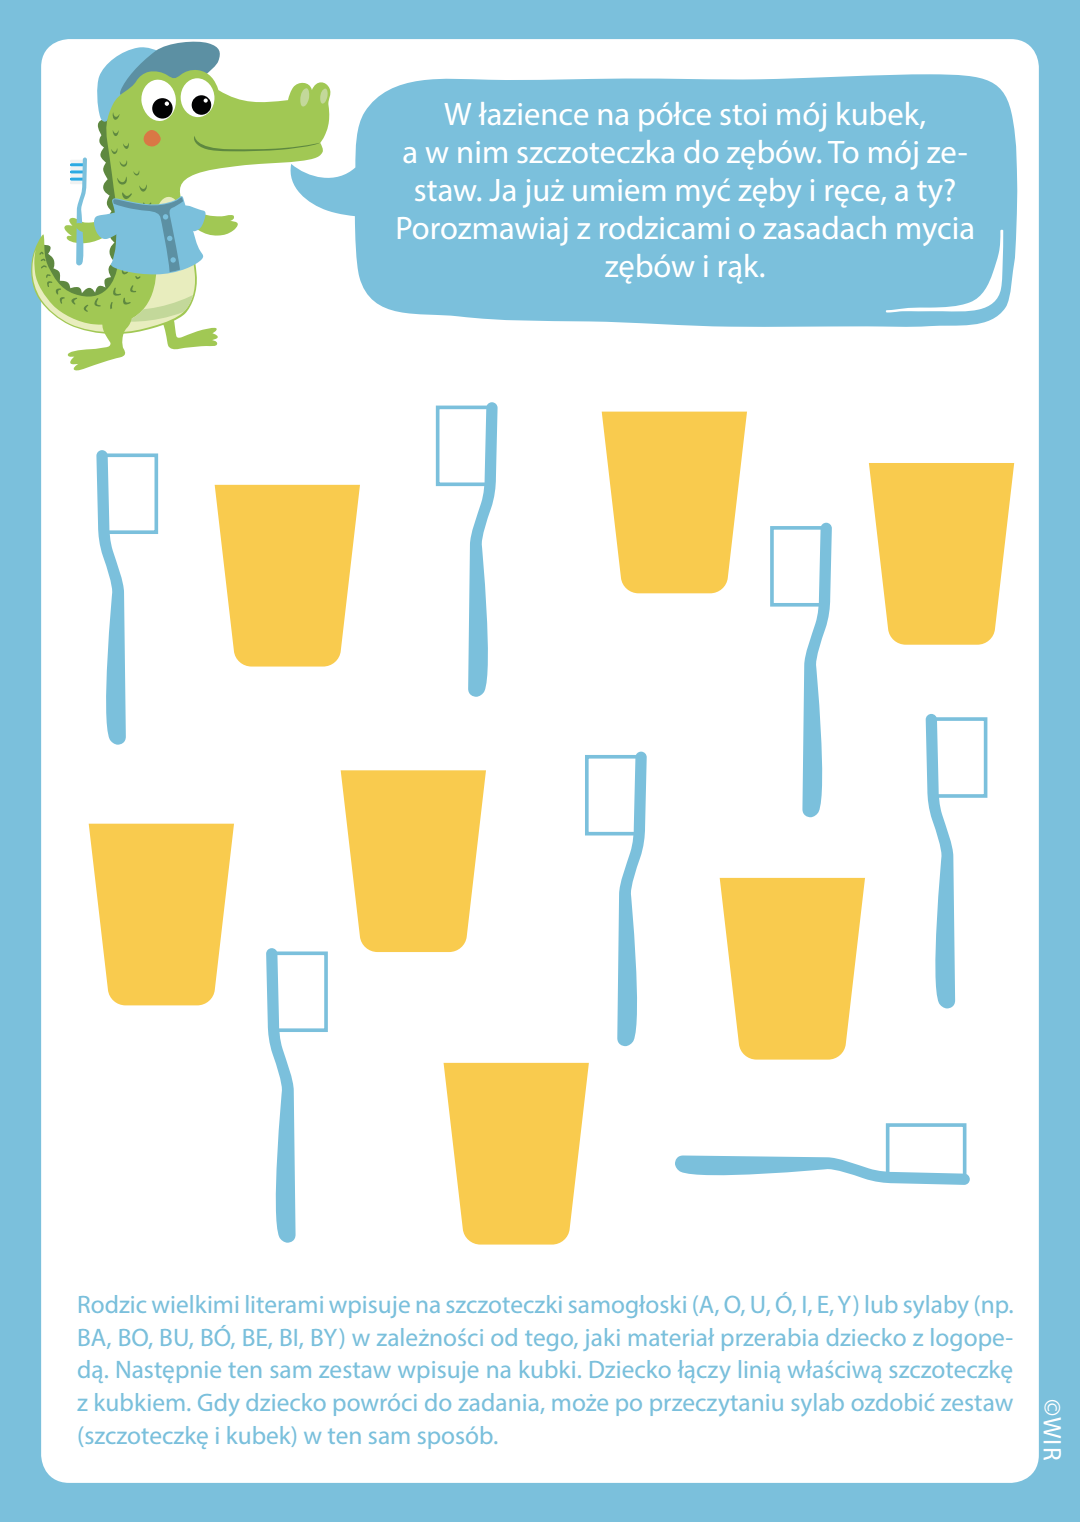 W łazience na półce stoi mój kubek,
a w nim szczoteczka do zębów. To mój ze-
staw. Ja już umiem myć zęby i ręce, a ty?
Porozmawiaj z rodzicami o zasadach mycia
zębów i rąk.
Rodzic wielkimi literami wpisuje na szczoteczki samogłoski (A, O, U, Ó, I, E, Y) lub sylaby (np.
BA, BO, BU, BÓ, BE, BI, BY) w zależności od tego, jaki materiał przerabia dziecko z logope-
dą. Następnie ten sam zestaw wpisuje na kubki. Dziecko łączy linią właściwą szczoteczkę
z kubkiem. Gdy dziecko powróci do zadania, może po przeczytaniu sylab ozdobić zestaw
(szczoteczkę i kubek) w ten sam sposób.
©WIR